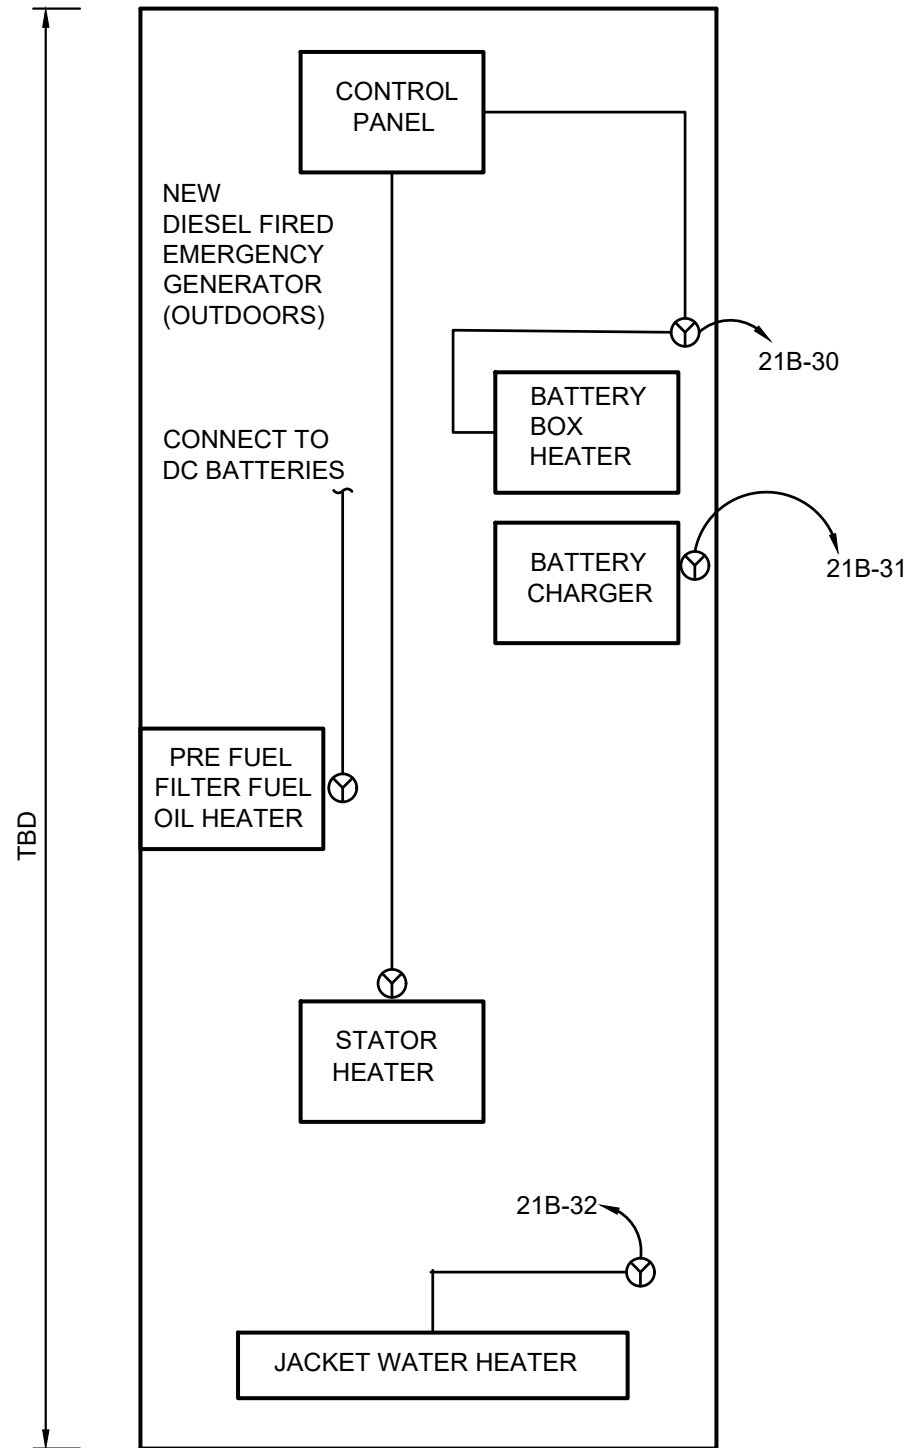 CONTROL
PANEL
NEW
DIESEL FIRED
EMERGENCY
GENERATOR
(OUTDOORS)
21B-30
BATTERY
BOX
HEATER
CONNECT TO
DC BATTERIES
BATTERY
CHARGER
21B-31
PRE FUEL
FILTER FUEL
OIL HEATER
TBD
STATOR
HEATER
21B-32
JACKET WATER HEATER